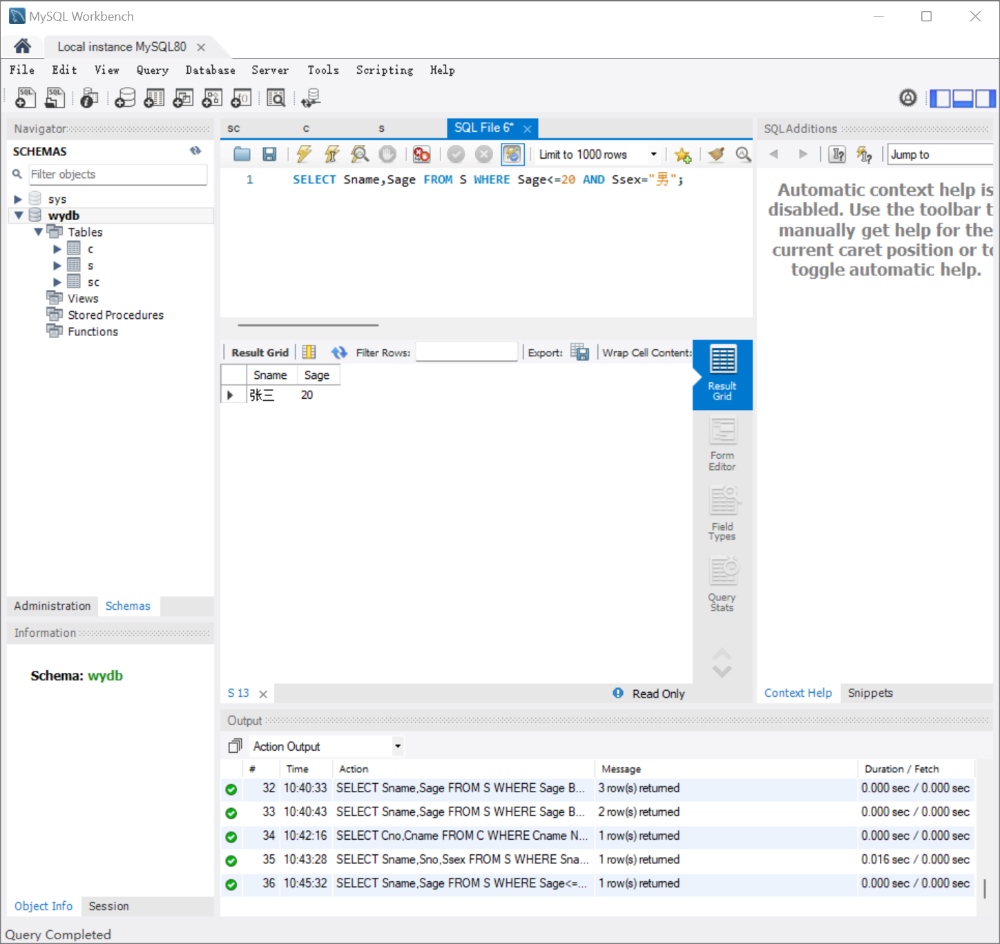 MySQL Workbench
Local instance MySQL80
File Edit View Query Database Server Tools Scripting Help
Navigator
SCHEMAS
Filter objects
sys
wydb
Tables
c
s
sc
Views
Stored Procedures
Functions
Administration Schemas
Information
Schema: wydb
Object Info Session
sc c s SQL File 6*
Limit to 1000 rows
1 SELECT Sname,Sage FROM S WHERE Sage<=20 AND Ssex="男";
Result Grid Filter Rows: Export: Wrap Cell Content:
Sname Sage
张三 20
Result
Grid
Form
Editor
Field
Types
Query
Stats
S 13 Read Only
SQLAdditions
Jump to
Automatic context help is
disabled. Use the toolbar t
manually get help for the
current caret position or to
toggle automatic help.
Context Help Snippets
Output
Action Output
# Time Action Message Duration / Fetch
32 10:40:33 SELECT Sname,Sage FROM S WHERE Sage B... 3 row(s) returned 0.000 sec / 0.000 sec
33 10:40:43 SELECT Sname,Sage FROM S WHERE Sage B... 2 row(s) returned 0.000 sec / 0.000 sec
34 10:42:16 SELECT Cno,Cname FROM C WHERE Cname N... 1 row(s) returned 0.000 sec / 0.000 sec
35 10:43:28 SELECT Sname,Sno,Ssex FROM S WHERE Sna... 1 row(s) returned 0.016 sec / 0.000 sec
36 10:45:32 SELECT Sname,Sage FROM S WHERE Sage<=... 1 row(s) returned 0.000 sec / 0.000 sec
Query Completed